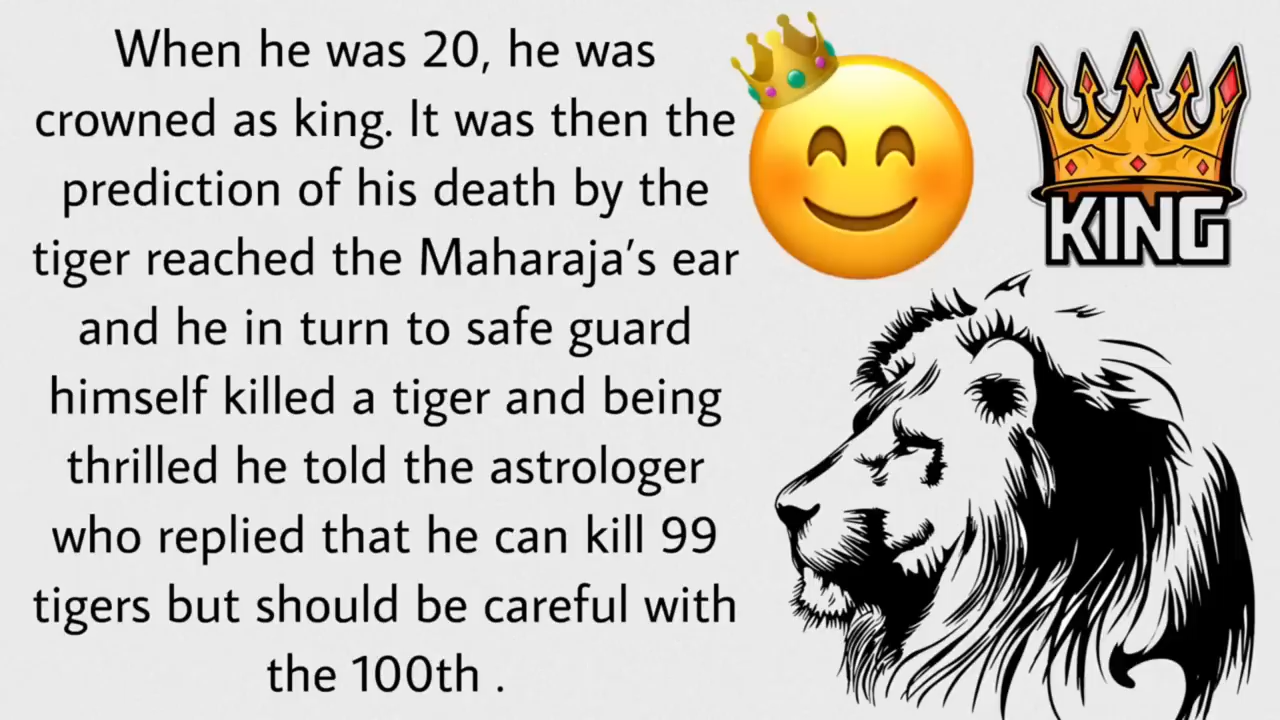 When he was 20, he was
crowned as king. It was then the
prediction of his death by the
tiger reached the Maharaja's ear
and he in turn to safe guard
himself killed a tiger and being
thrilled he told the astrologer
who replied that he can kill 99
tigers but should be careful with
the 100th .
KING